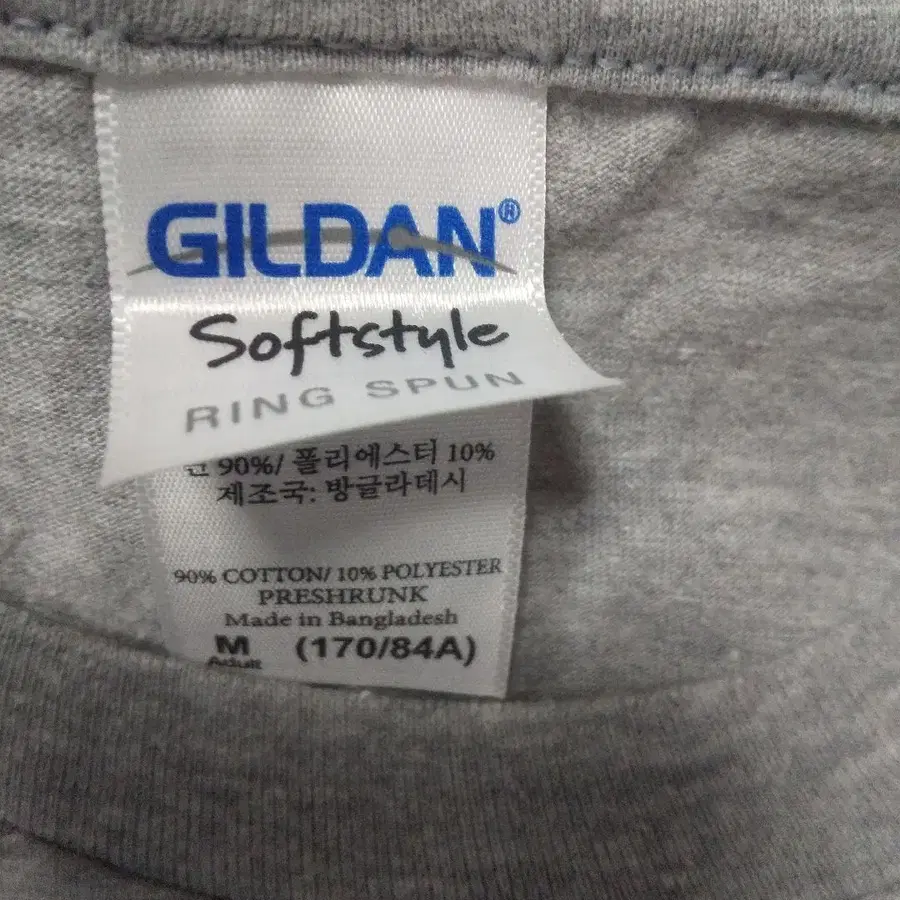 GILDAN®
Softstyle
RING SPUN
90%/ 폴리에스터 10%
제조국: 방글라데시
90% COTTON/ 10% POLYESTER
PRESHRUNK
Made in Bangladesh
M (170/84A)
Adult